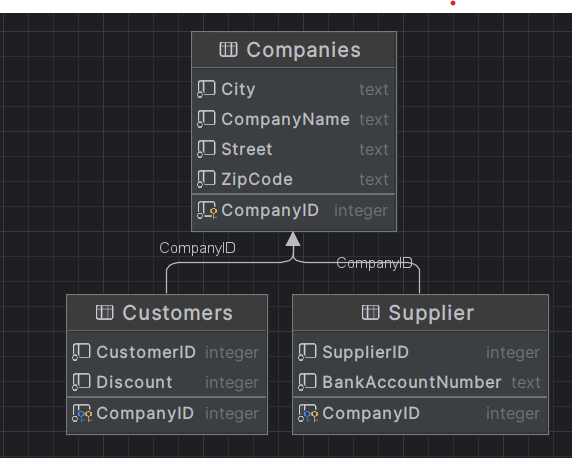 Companies
City text
CompanyName text
Street text
ZipCode text
CompanyID integer
CompanyID
CompanyID
Customers
CustomerID integer
Discount integer
CompanyID integer
Supplier
SupplierID integer
BankAccountNumber text
CompanyID integer